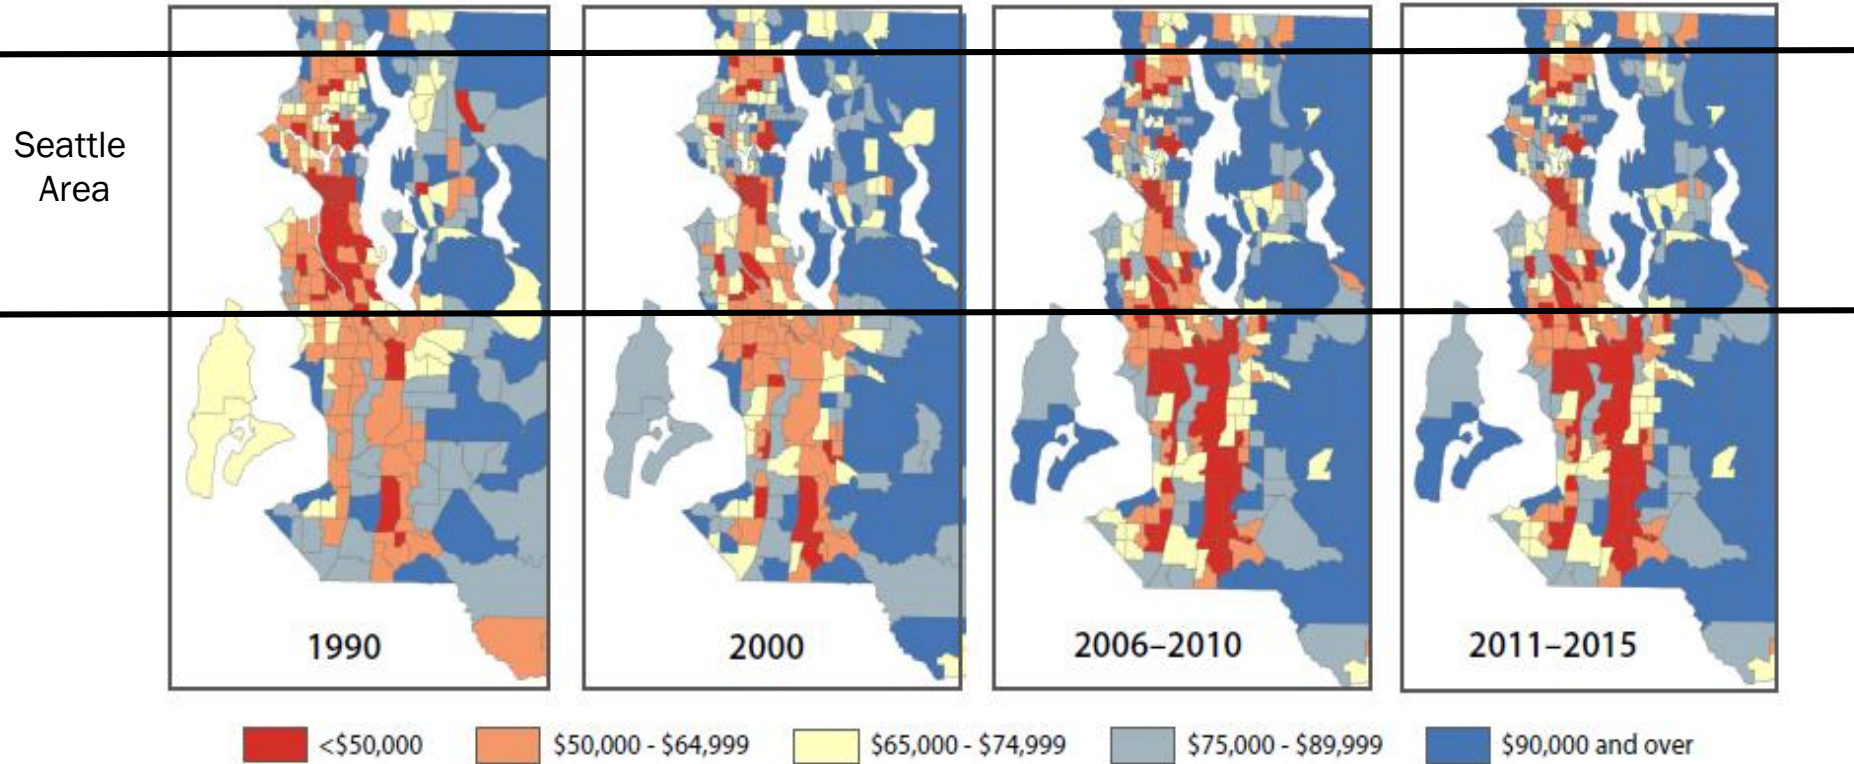 Seattle
Area
1990
2000
2006–2010
2011–2015
<$50,000
$50,000 - $64,999
$65,000 - $74,999
$75,000 - $89,999
$90,000 and over